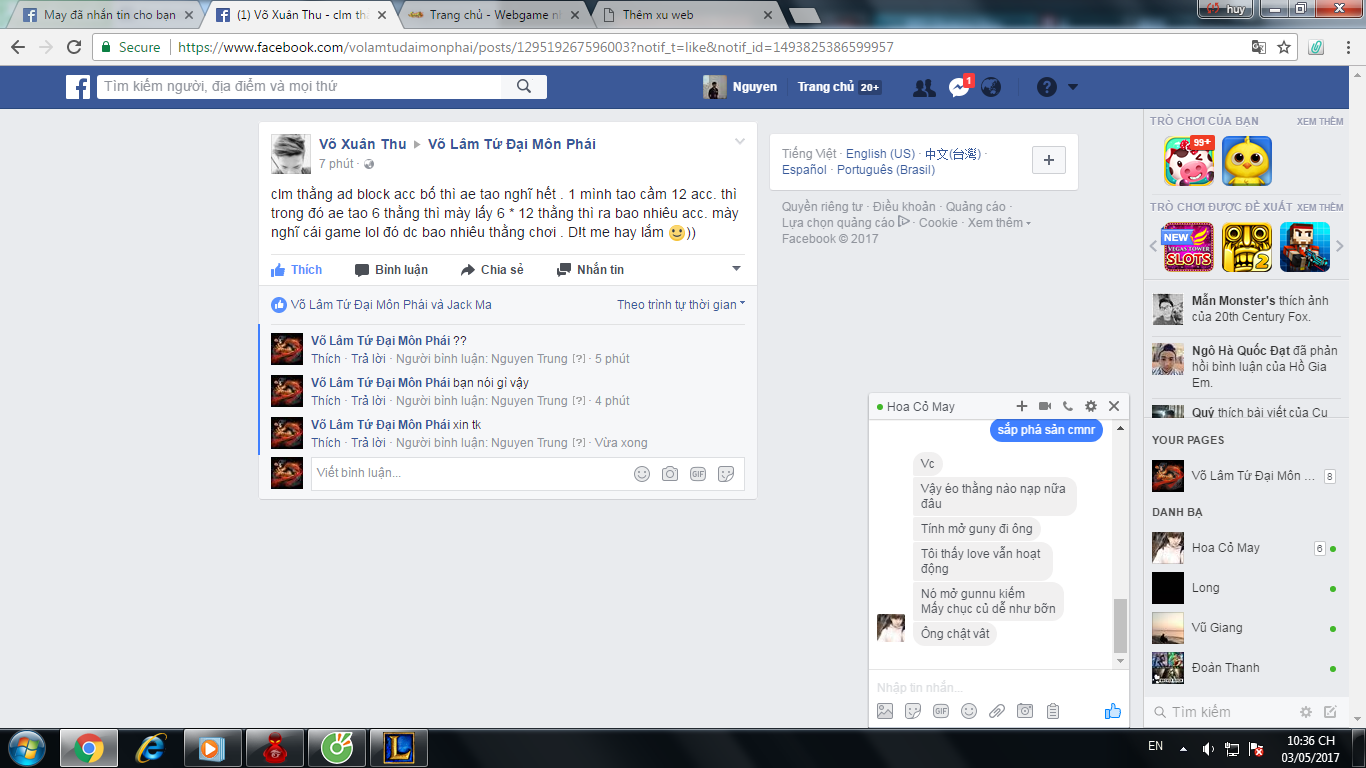 May đã nhắn tin cho bạn
(1) Võ Xuân Thu - clm thằ
Trang chủ - Webgame nh
Thêm xu web
huy
Secure
https://www.facebook.com/volamtudaimonphai/posts/129519267596003?notif_t=like&notif_id=1493825386599957
Tìm kiếm người, địa điểm và mọi thứ
Nguyen
Trang chủ 20+
1
Võ Xuân Thu ▸ Võ Lâm Tứ Đại Môn Phái
7 phút ·
clm thằng ad block acc bố thì ae tao nghĩ hết . 1 mình tao cầm 12 acc. thì
trong đó ae tao 6 thằng thì mày lấy 6 * 12 thằng thì ra bao nhiêu acc. mày
nghĩ cái game lol đó dc bao nhiêu thằng chơi . D!t me hay lắm 🙂))
Thích Bình luận Chia sẻ Nhắn tin
Võ Lâm Tứ Đại Môn Phái và Jack Ma
Theo trình tự thời gian
Võ Lâm Tứ Đại Môn Phái ??
Thích · Trả lời · Người bình luận: Nguyen Trung [?] · 5 phút
Võ Lâm Tứ Đại Môn Phái bạn nói gì vậy
Thích · Trả lời · Người bình luận: Nguyen Trung [?] · 4 phút
Võ Lâm Tứ Đại Môn Phái xin tk
Thích · Trả lời · Người bình luận: Nguyen Trung [?] · Vừa xong
Viết bình luận...
GIF
Tiếng Việt · English (US) · 中文(台灣) ·
Español · Português (Brasil)
+
Quyền riêng tư · Điều khoản · Quảng cáo ·
Lựa chọn quảng cáo · Cookie · Xem thêm
Facebook © 2017
Hoa Cỏ May
sắp phá sản cmnr
Vc
Vậy éo thằng nào nạp nữa
đâu
Tính mở guny đi ông
Tôi thấy love vẫn hoạt
động
Nó mở gunnu kiếm
Mấy chục củ dễ như bỡn
Ông chật vât
Nhập tin nhắn...
GIF
TRÒ CHƠI CỦA BẠN
XEM THÊM
99+
TRÒ CHƠI ĐƯỢC ĐỀ XUẤT
XEM THÊM
NEW
VEGAS TOWER
SLOTS
2
Mẫn Monster's thích ảnh
của 20th Century Fox.
Ngô Hà Quốc Đạt đã phản
hồi bình luận của Hồ Gia
Em.
Quý thích bài viết của Cu
YOUR PAGES
Võ Lâm Tứ Đại Môn ...
8
DANH BẠ
Hoa Cỏ May
6
Long
Vũ Giang
Đoàn Thanh
Tìm kiếm
EN
10:36 CH
03/05/2017